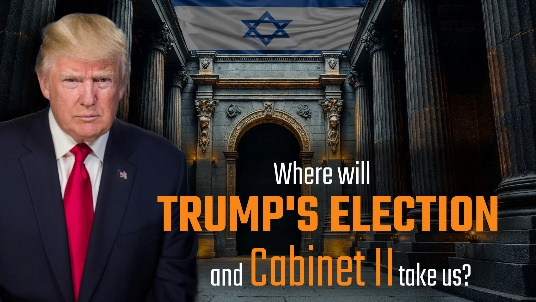 Where will
TRUMP'S ELECTION
and Cabinet II take us?